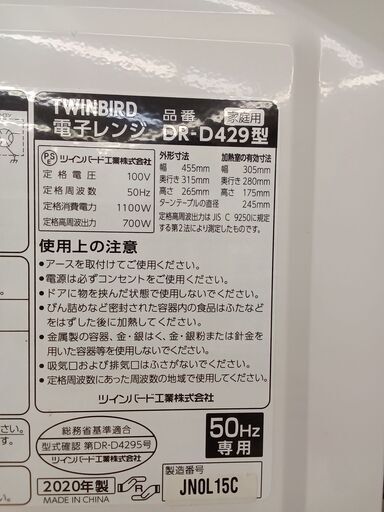 TWINBIRD 品番 家庭用
電子レンジ DR-D429型
PSE ツインバード工業株式会社
定格電圧 100V
定格周波数 50Hz
定格消費電力 1100W
定格高周波出力 700W
外形寸法
幅 455mm
奥行き 315mm
高さ 265mm
ターンテーブルの直径 245mm
加熱室の有効寸法
幅 305mm
奥行き 280mm
高さ 175mm
定格高周波出力はJIS C 9250に規定
する第2法により測定したものです。
使用上の注意
●アースを取付けてご使用ください。
●電源は必ずコンセントをご使用ください。
●ドアに物を挟んだ状態で使用しないでください。
●びん詰めなど密封された容器内の食品はふたなど
をはずした後に加熱してください。
●金属製の容器、金・銀はく、金・銀粉または針金を
用いた容器等を使用しないでください。
●吸気口および排気口はふさがないでください。
●定格周波数にあった周波数の地域で使用してください。
ツインバード工業株式会社
総務省基準適合
型式確認 第DR-D4295号
ツインバード工業株式会社
50Hz
専用
2020年製
MADE IN CHINA
R
製造番号
JN0L15C
さい。
す。